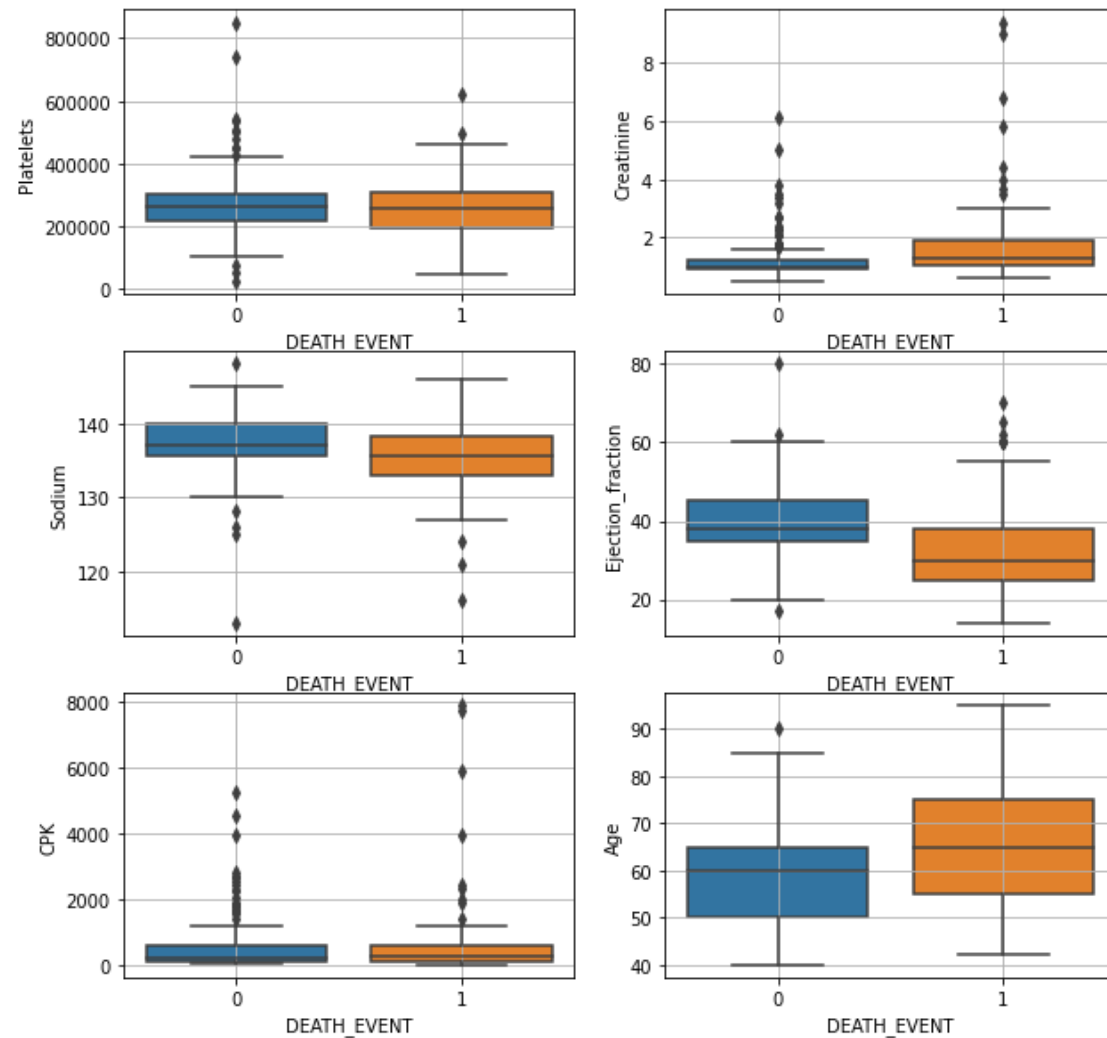 Platelets
800000
600000
400000
200000
0
0 1
DEATH_EVENT
Creatinine
8
6
4
2
0 1
DEATH_EVENT
Sodium
140
130
120
0 1
DEATH_EVENT
Ejection_fraction
80
60
40
20
0 1
DEATH_EVENT
CPK
8000
6000
4000
2000
0
0 1
DEATH_EVENT
Age
90
80
70
60
50
40
0 1
DEATH_EVENT